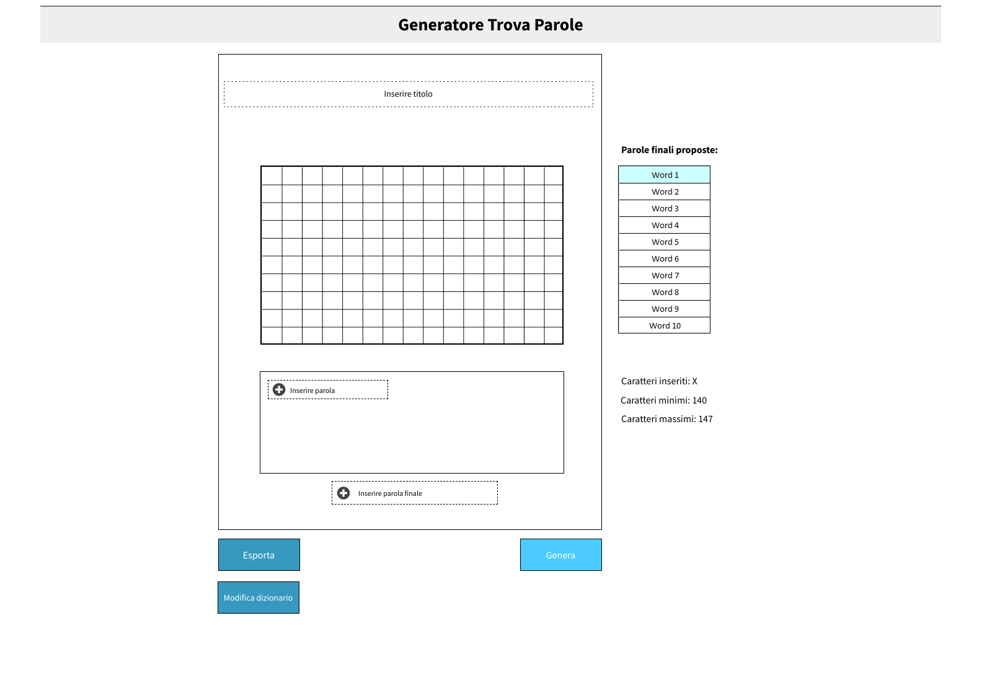 Generatore Trova Parole
Inserire titolo
Parole finali proposte:
Word 1
Word 2
Word 3
Word 4
Word 5
Word 6
Word 7
Word 8
Word 9
Word 10
Caratteri inseriti: X
Inserire parola
Caratteri minimi: 140
Caratteri massimi: 147
Inserire parola finale
Esporta
Genera
Modifica dizionario